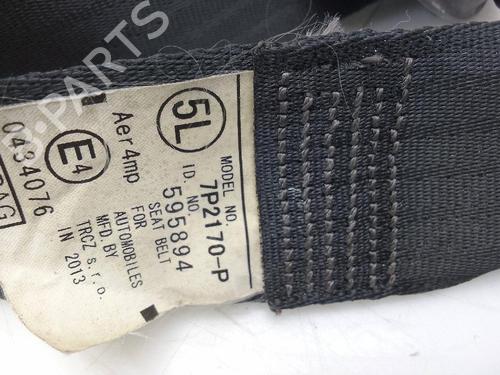 MODEL NO.
7P2170-P
ID. NO.
595894
SEAT BELT
FOR
AUTOMOBILES
MFD. BY
TRCZ s.r.o.
IN 2013
5L
Aer4mp
E4
0434076
PARTS